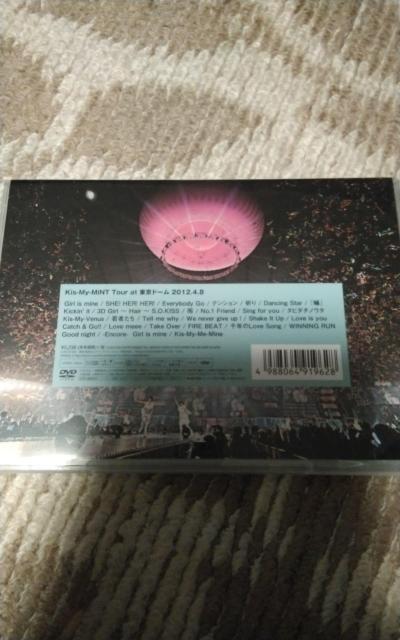 Kis-My-MiNT Tour at 東京ドーム 2012.4.8
Girl is mine / SHE! HER! HER! / Everybody Go / テンション / 祈り / Dancing Star /
Kickin' it / 3D Girl ～ Hair ～ S.O.KISS / 雨 / No.1 Friend / Sing for you / タヒダチノウタ
Kis-My-Venus / 若者たち / Tell me why / We never give up ! / Shake It Up / Love is you
Catch & Go!! / Love meee / Take Over / FIRE BEAT / 千年のLove Song / WINNING RUN
Good night / -Encore- Girl is mine / Kis-My-Me-Mine
DVD
4 988064 919628